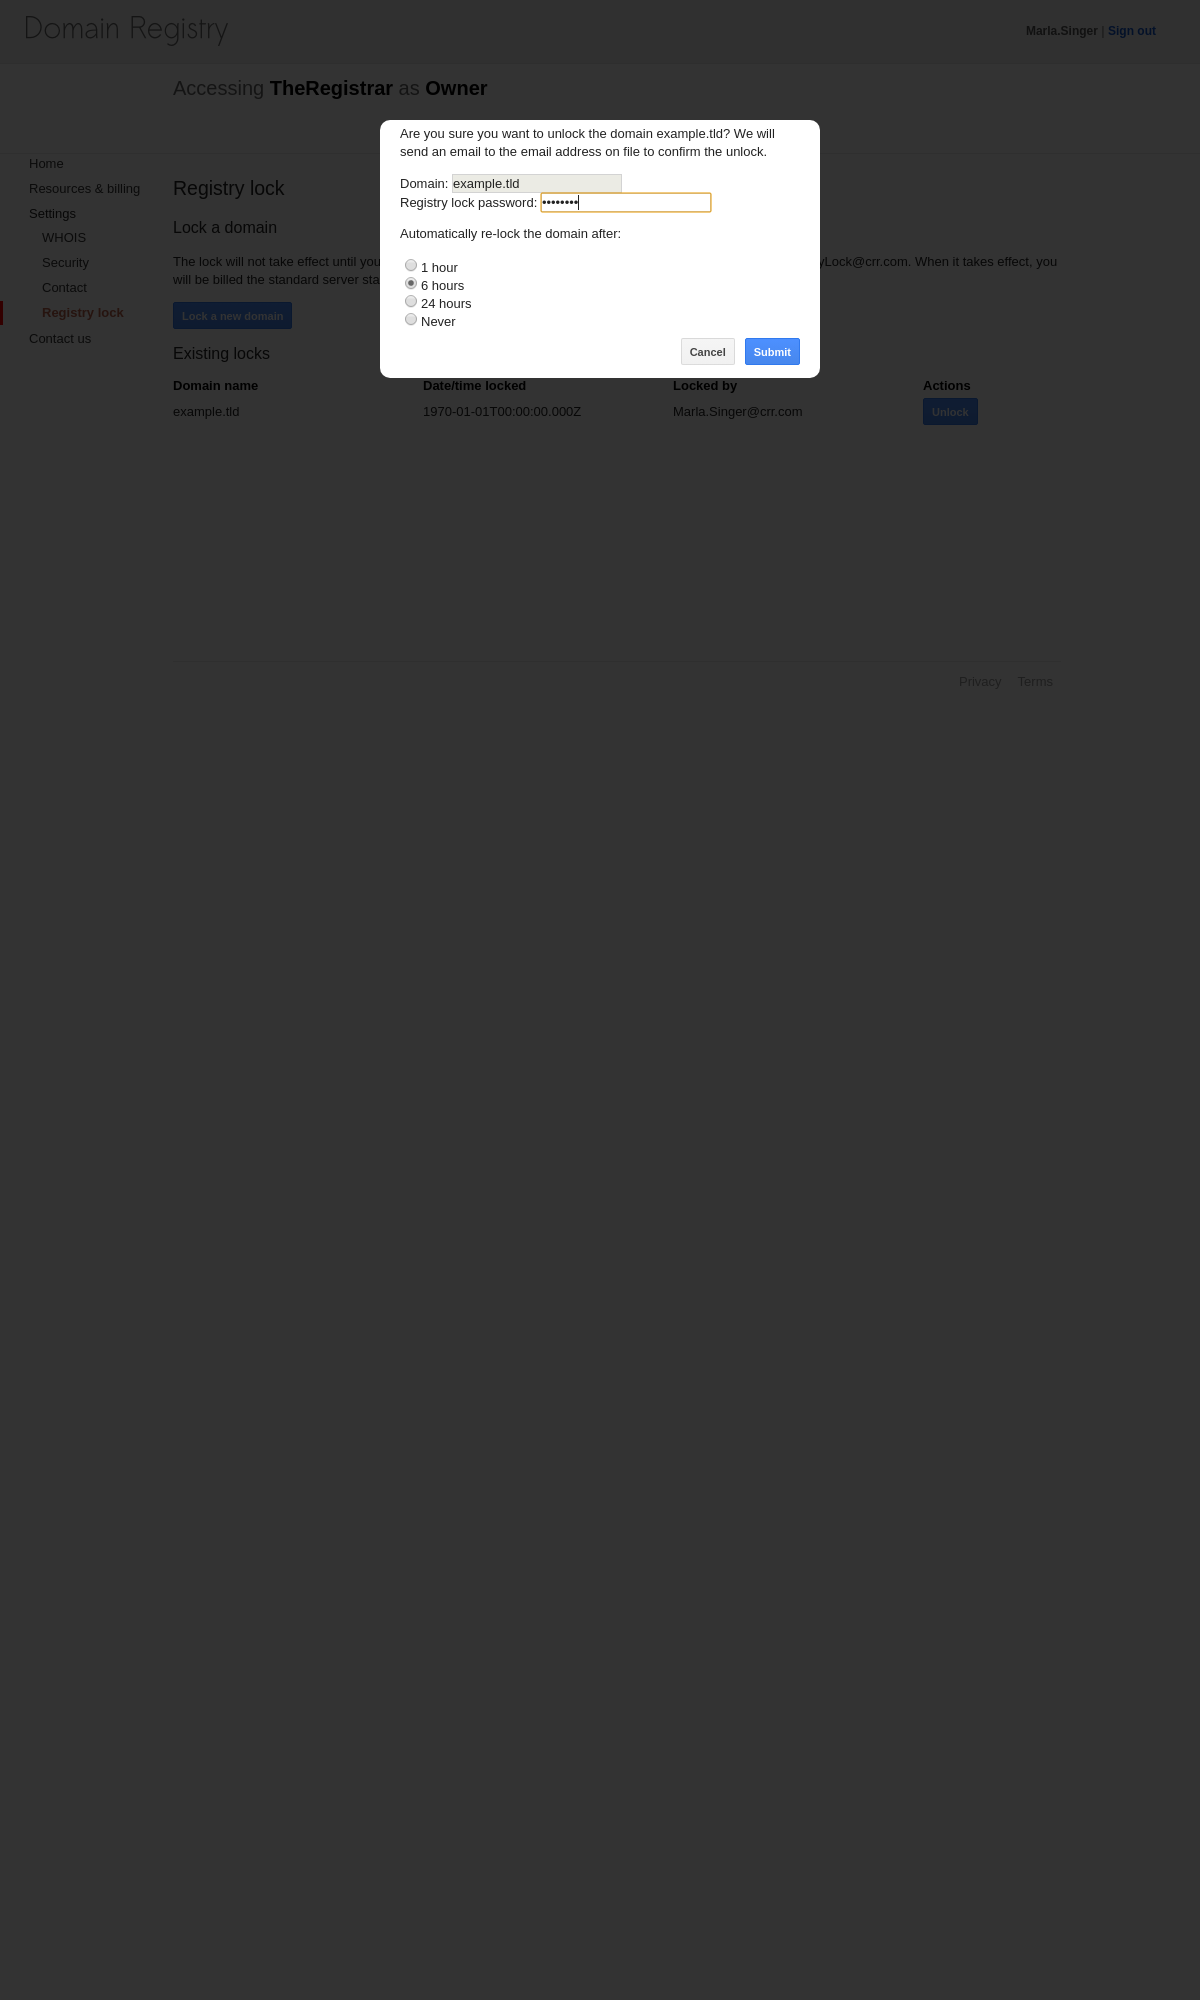 Domain Registry
Marla.Singer | Sign out
Accessing TheRegistrar as Owner
Are you sure you want to unlock the domain example.tld? We will
send an email to the email address on file to confirm the unlock.
Domain: example.tld
Registry lock password: ••••••••
Automatically re-lock the domain after:
1 hour
6 hours
24 hours
Never
Cancel
Submit
Home
Resources & billing
Settings
WHOIS
Security
Contact
Registry lock
Contact us
Registry lock
Lock a domain
The lock will not take effect until you yLock@crr.com. When it takes effect, you
will be billed the standard server sta
Lock a new domain
Existing locks
Domain name Date/time locked Locked by Actions
example.tld 1970-01-01T00:00:00.000Z Marla.Singer@crr.com Unlock
Privacy Terms